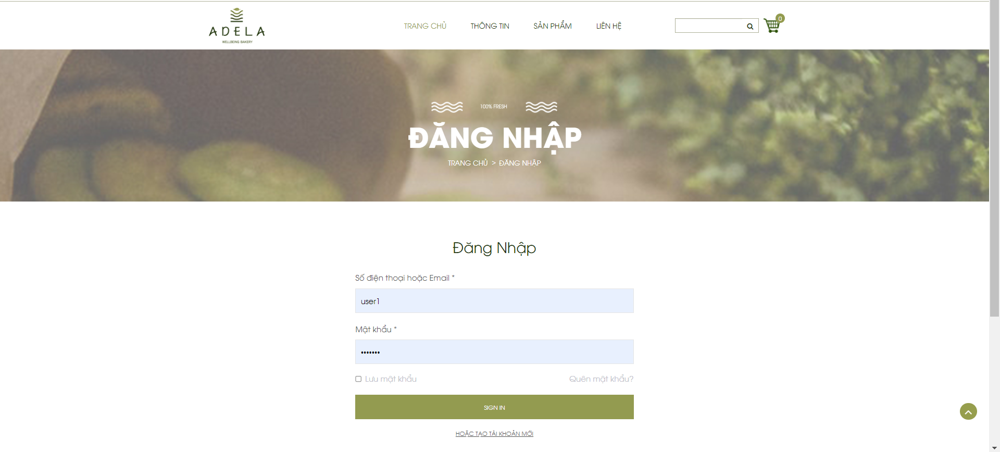 ADELA
WELLBEING BAKERY
TRANG CHỦ THÔNG TIN SẢN PHẨM LIÊN HỆ
0
100% FRESH
ĐĂNG NHẬP
TRANG CHỦ > ĐĂNG NHẬP
Đăng Nhập
Số điện thoại hoặc Email *
user1
Mật khẩu *
•••••••
Lưu mật khẩu Quên mật khẩu?
SIGN IN
HOẶC TẠO TÀI KHOẢN MỚI